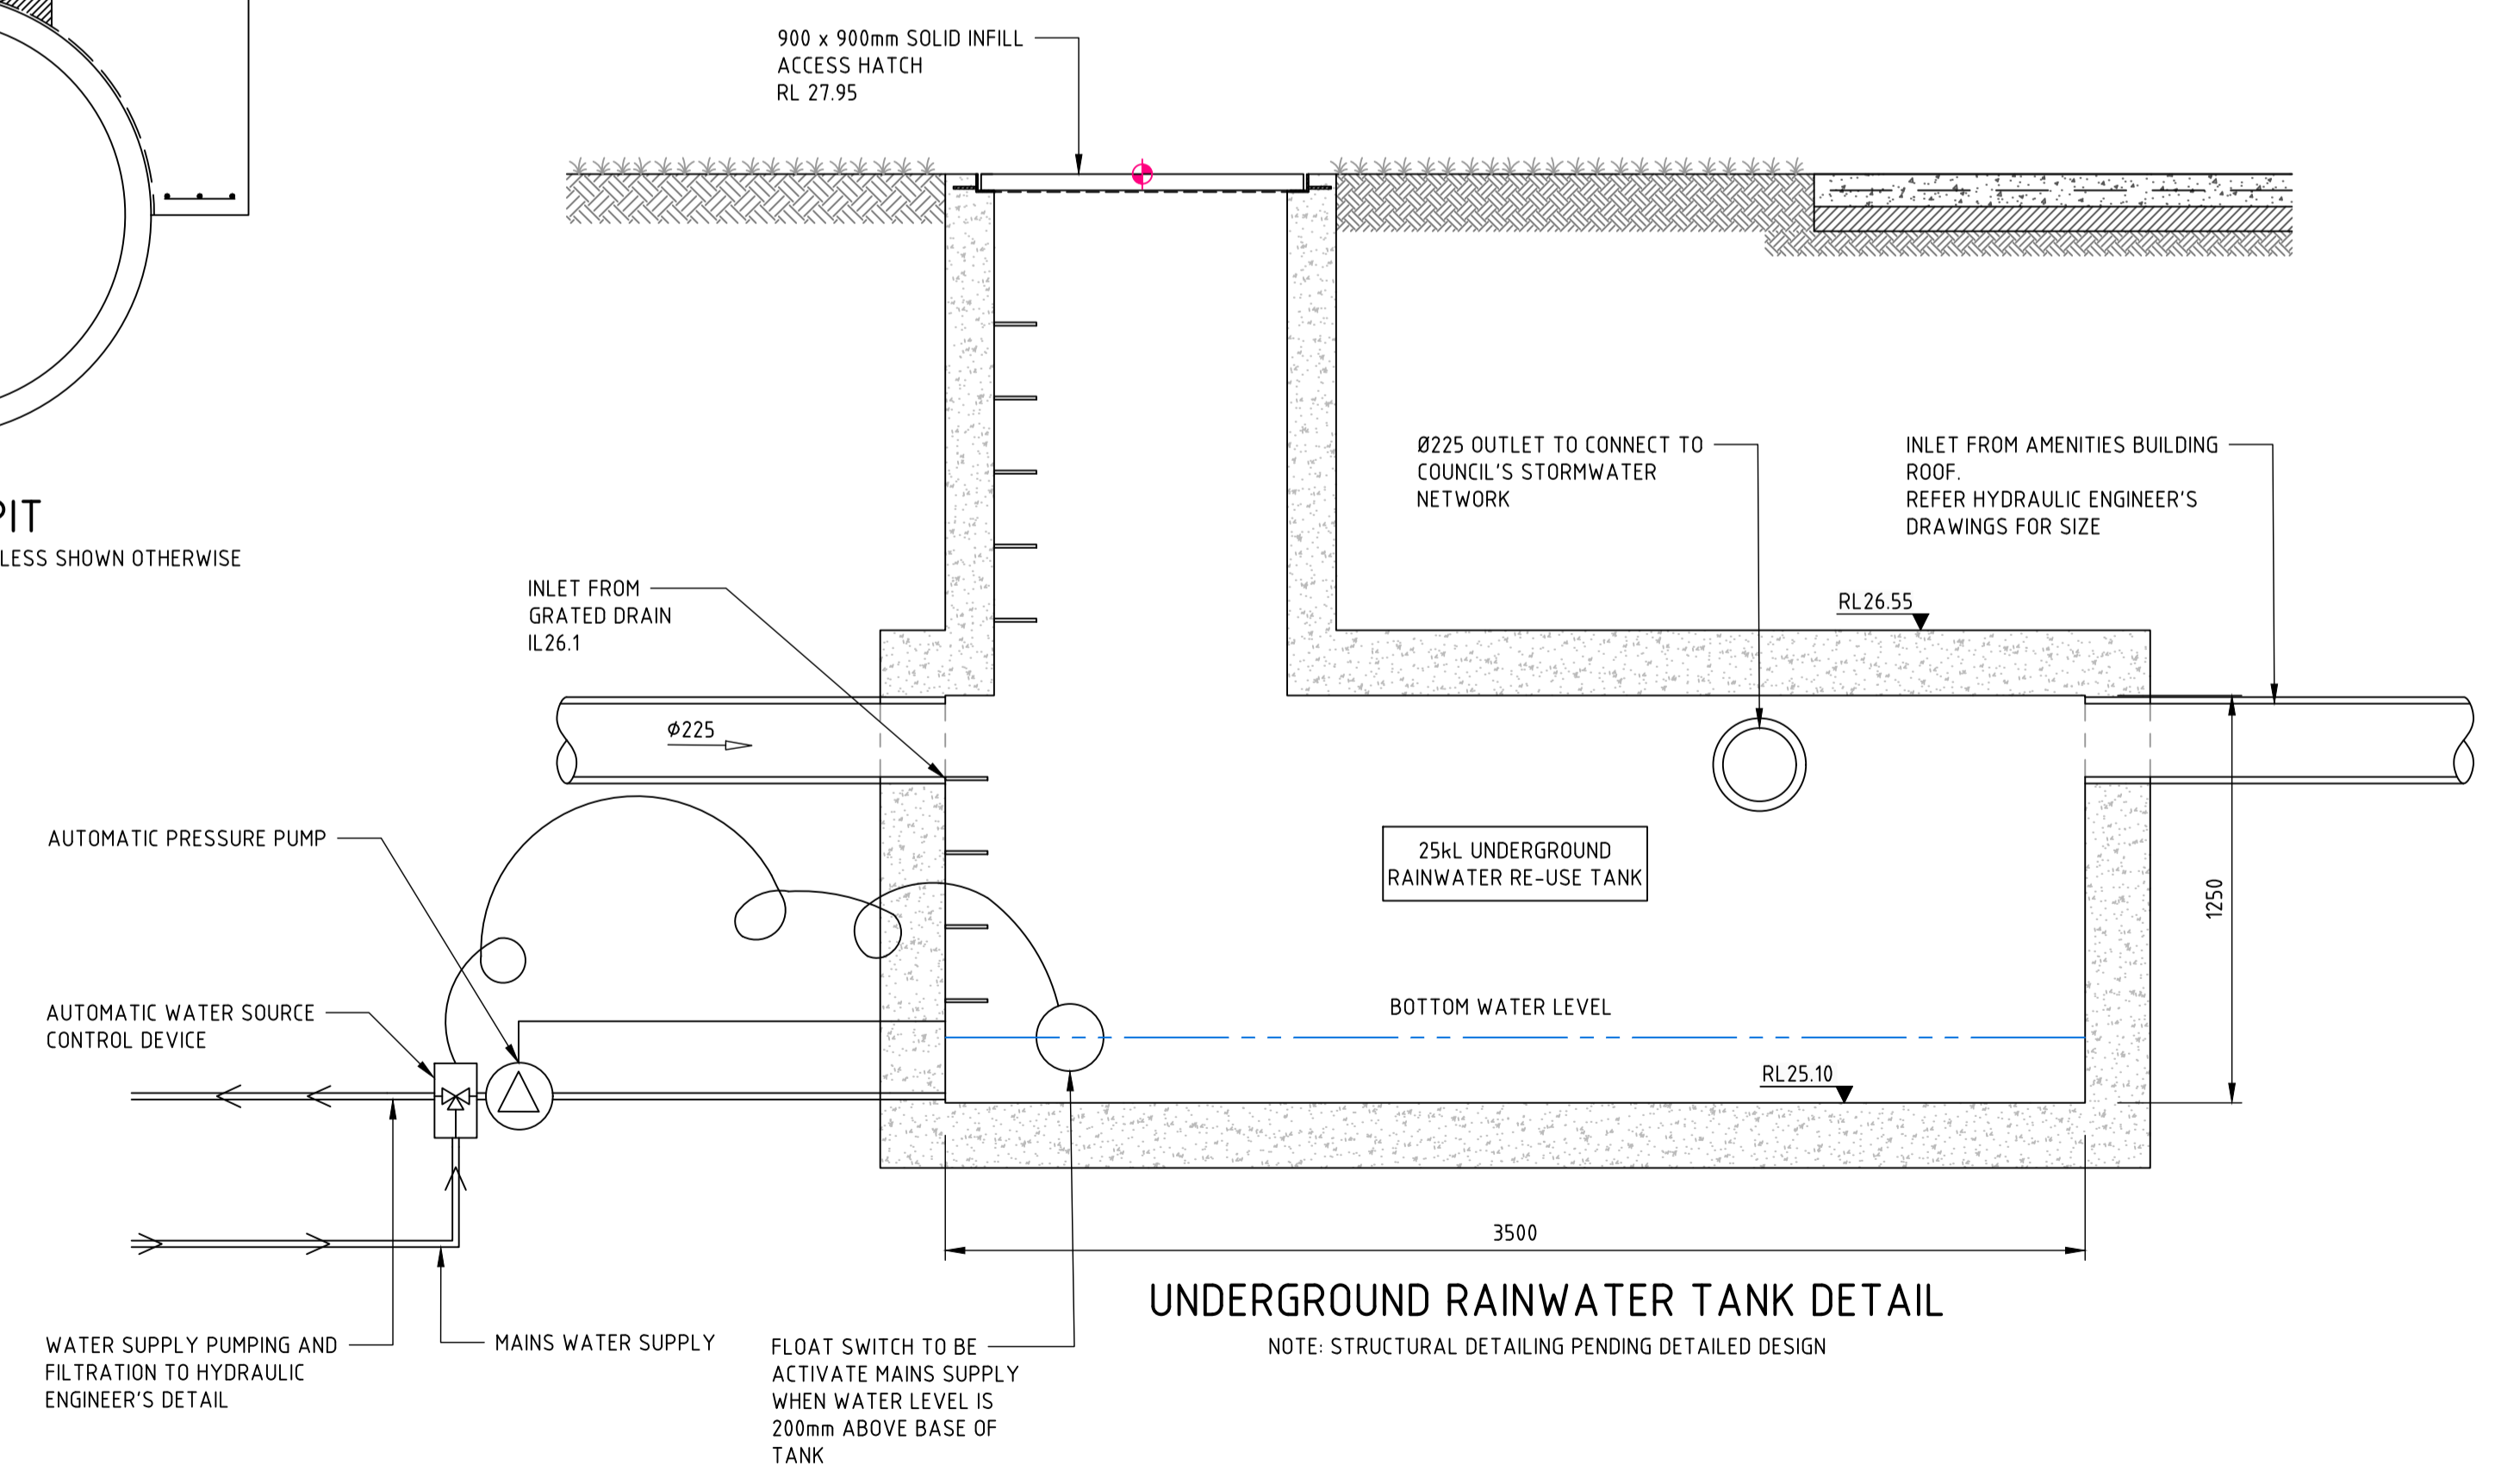 900 x 900mm SOLID INFILL
ACCESS HATCH
RL 27.95
Ø225 OUTLET TO CONNECT TO
COUNCIL'S STORMWATER
NETWORK
INLET FROM AMENITIES BUILDING
ROOF.
REFER HYDRAULIC ENGINEER'S
DRAWINGS FOR SIZE
PIT
LESS SHOWN OTHERWISE
INLET FROM
GRATED DRAIN
IL26.1
RL26.55
Ø225
AUTOMATIC PRESSURE PUMP
25kL UNDERGROUND
RAINWATER RE-USE TANK
1250
AUTOMATIC WATER SOURCE
CONTROL DEVICE
BOTTOM WATER LEVEL
RL25.10
3500
UNDERGROUND RAINWATER TANK DETAIL
NOTE: STRUCTURAL DETAILING PENDING DETAILED DESIGN
WATER SUPPLY PUMPING AND
FILTRATION TO HYDRAULIC
ENGINEER'S DETAIL
MAINS WATER SUPPLY
FLOAT SWITCH TO BE
ACTIVATE MAINS SUPPLY
WHEN WATER LEVEL IS
200mm ABOVE BASE OF
TANK